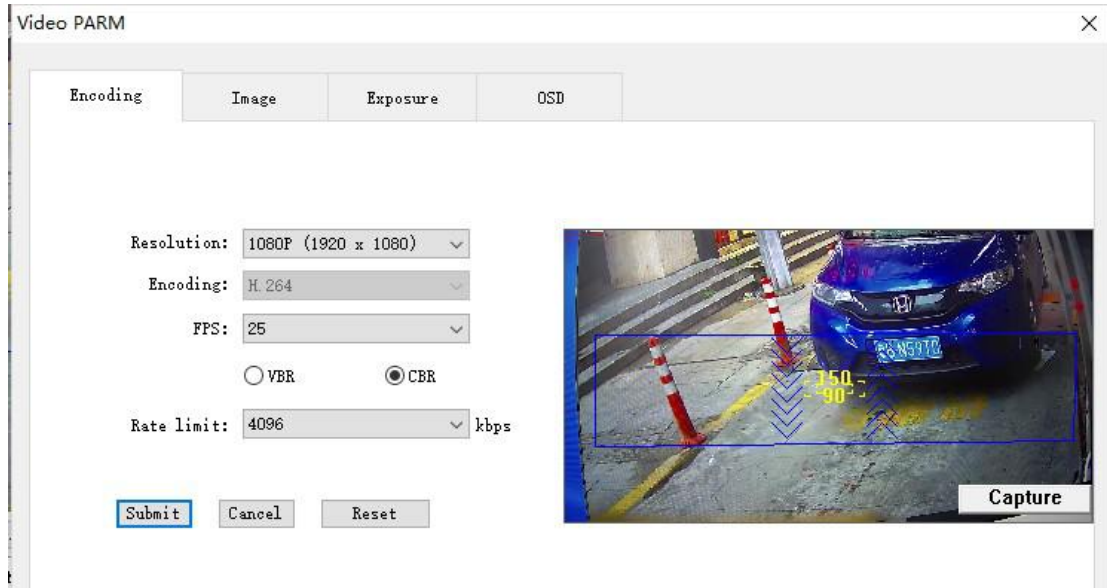 Video PARM
Encoding Image Exposure OSD
Resolution: 1080P (1920 x 1080)
Encoding: H.264
FPS: 25
VBR CBR
150
90
Rate limit: 4096 kbps
Submit Cancel Reset
Capture